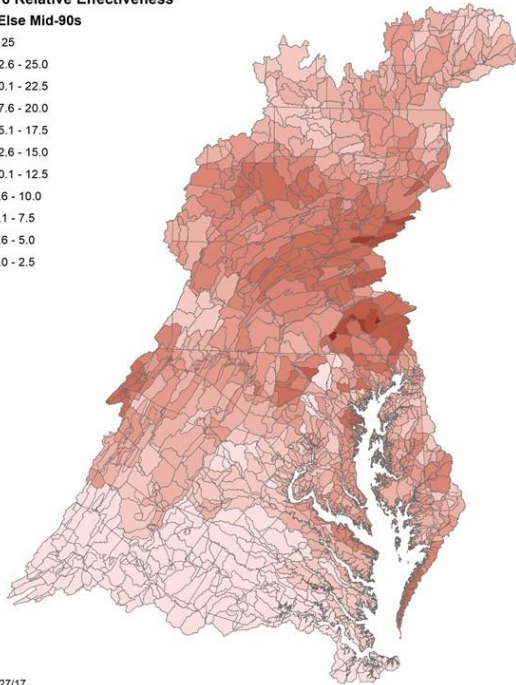 6 Relative Effectiveness
Else Mid-90s
25
2.6 - 25.0
0.1 - 22.5
7.6 - 20.0
5.1 - 17.5
2.6 - 15.0
0.1 - 12.5
.6 - 10.0
.1 - 7.5
.6 - 5.0
.0 - 2.5
27/17